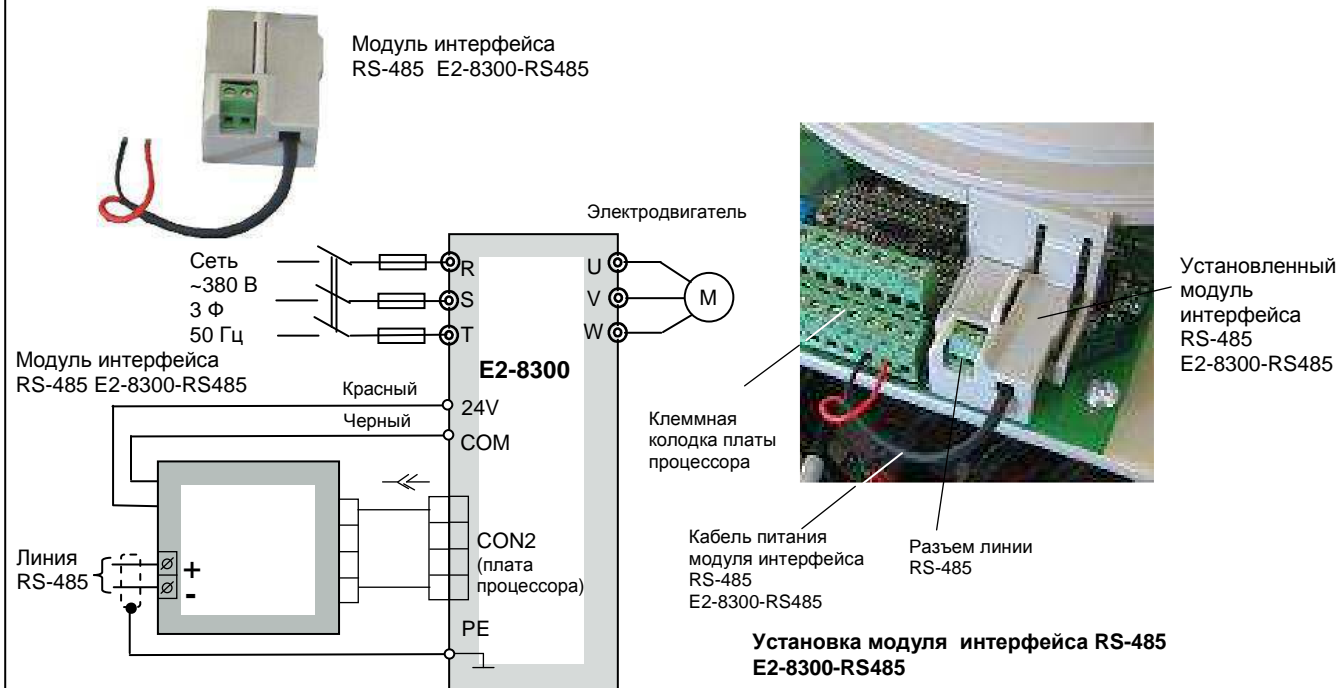 Модуль интерфейса
RS-485 E2-8300-RS485
Электродвигатель
Сеть
~380 В
3 Ф
50 Гц
R
S
T
U
V
W
M
Модуль интерфейса
RS-485 E2-8300-RS485
E2-8300
Красный
24V
Черный
COM
CON2
(плата
процессора)
Линия
RS-485
+
-
PE
Установленный
модуль
интерфейса
RS-485
E2-8300-RS485
Клеммная
колодка платы
процессора
Кабель питания
модуля интерфейса
RS-485
E2-8300-RS485
Разъем линии
RS-485
Установка модуля интерфейса RS-485
E2-8300-RS485